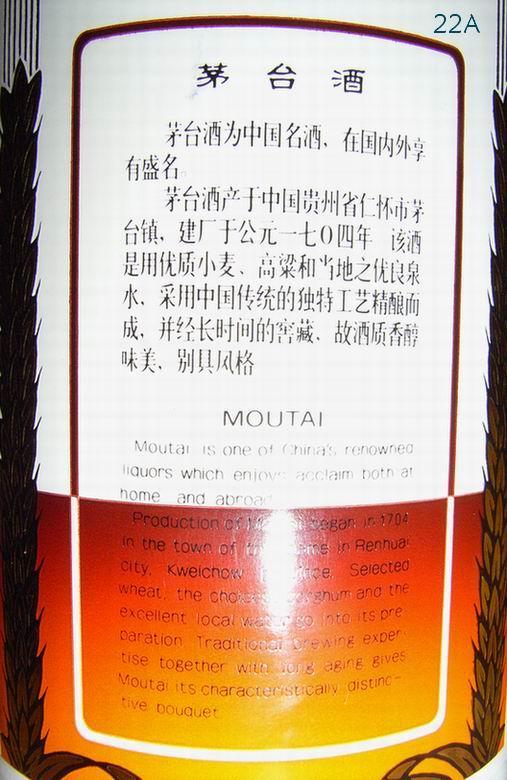 22A
茅台酒
茅台酒为中国名酒、在国内外享
有盛名。
茅台酒产于中国贵州省仁怀市茅
台镇，建厂于公元一七〇四年 该酒
是用优质小麦、高粱和当地之优良泉
水，采用中国传统的独特工艺精酿而
成，并经长时间的窖藏、故酒质香醇
味美、别具风格
MOUTAI
Moutai is one of China's renowned
liquors which enjoys acclaim both at
home and abroad
Production of began in 1704
in the town of in Renhuai
city, Kweichow Selected
wheat, the choicest sorghum and the
excellent local water go into its pre
paration Traditional brewing exper-
tise together with long aging gives
Moutai its characteristically distinc-
tive bouquet